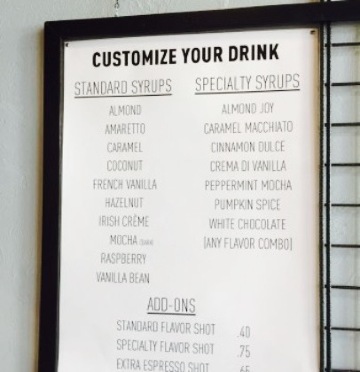 CUSTOMIZE YOUR DRINK
STANDARD SYRUPS
ALMOND
AMARETTO
CARAMEL
COCONUT
FRENCH VANILLA
HAZELNUT
IRISH CRÈME
MOCHA (DARK)
RASPBERRY
VANILLA BEAN
SPECIALTY SYRUPS
ALMOND JOY
CARAMEL MACCHIATO
CINNAMON DULCE
CREMA DI VANILLA
PEPPERMINT MOCHA
PUMPKIN SPICE
WHITE CHOCOLATE
(ANY FLAVOR COMBO)
ADD-ONS
STANDARD FLAVOR SHOT .40
SPECIALTY FLAVOR SHOT .75
EXTRA ESPRESSO SHOT .65